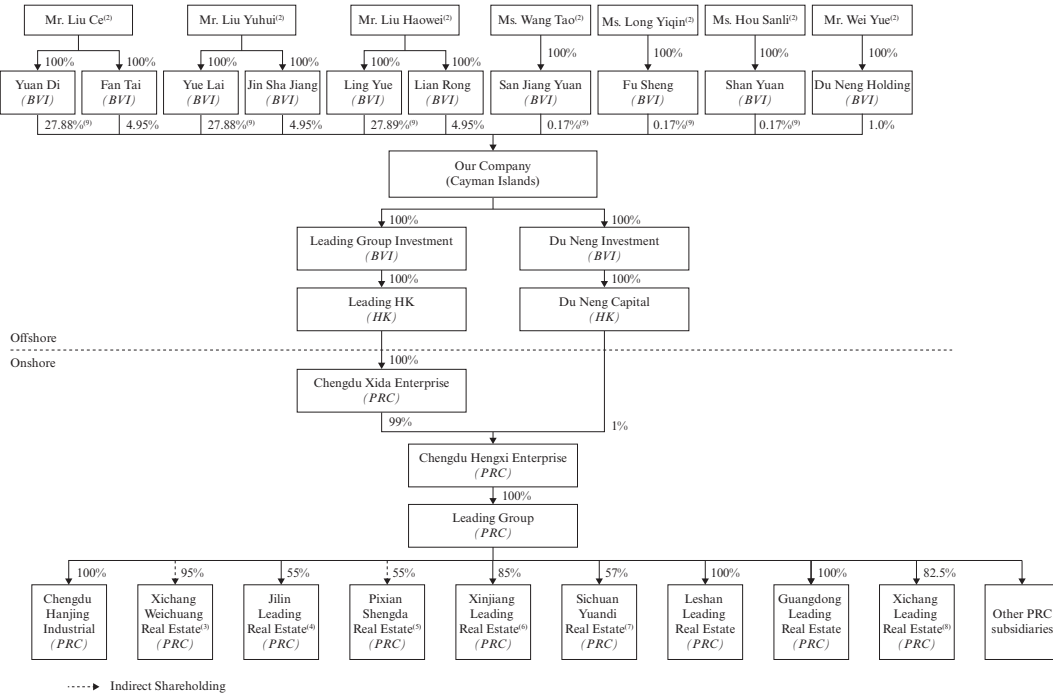 Mr. Liu Ce(2)
Mr. Liu Yuhui(2)
Mr. Liu Haowei(2)
Ms. Wang Tao(2)
Ms. Long Yiqin(2)
Ms. Hou Sanli(2)
Mr. Wei Yue(2)
100%
100%
100%
100%
100%
100%
100%
100%
100%
100%
Yuan Di
(BVI)
Fan Tai
(BVI)
Yue Lai
(BVI)
Jin Sha Jiang
(BVI)
Ling Yue
(BVI)
Lian Rong
(BVI)
San Jiang Yuan
(BVI)
Fu Sheng
(BVI)
Shan Yuan
(BVI)
Du Neng Holding
(BVI)
27.88%(9)
4.95%
27.88%(9)
4.95%
27.89%(9)
4.95%
0.17%(9)
0.17%(9)
0.17%(9)
1.0%
Our Company
(Cayman Islands)
100%
100%
Leading Group Investment
(BVI)
Du Neng Investment
(BVI)
100%
100%
Leading HK
(HK)
Du Neng Capital
(HK)
Offshore
Onshore
100%
Chengdu Xida Enterprise
(PRC)
99%
1%
Chengdu Hengxi Enterprise
(PRC)
100%
Leading Group
(PRC)
100%
95%
55%
55%
85%
57%
100%
100%
82.5%
Chengdu
Hanjing
Industrial
(PRC)
Xichang
Weichuang
Real Estate(3)
(PRC)
Jilin
Leading
Real Estate(4)
(PRC)
Pixian
Shengda
Real Estate(5)
(PRC)
Xinjiang
Leading
Real Estate(6)
(PRC)
Sichuan
Yuandi
Real Estate(7)
(PRC)
Leshan
Leading
Real Estate
(PRC)
Guangdong
Leading
Real Estate
(PRC)
Xichang
Leading
Real Estate(8)
(PRC)
Other PRC
subsidiaries
Indirect Shareholding